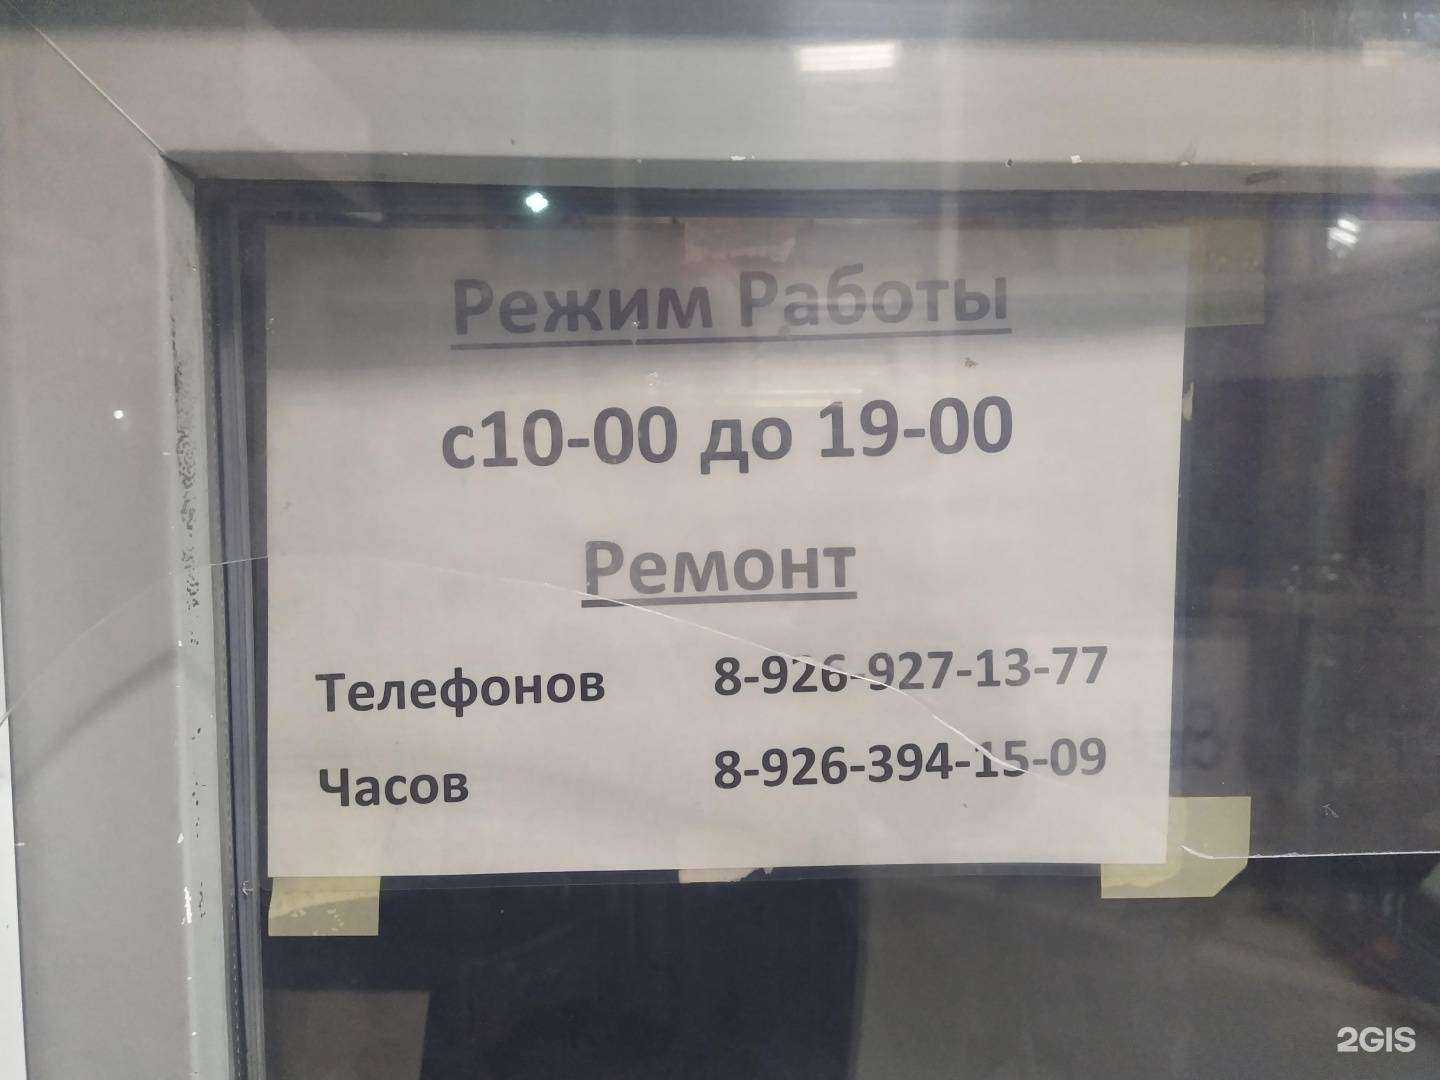 Режим Работы
с10-00 до 19-00
Ремонт
Телефонов 8-926-927-13-77
Часов 8-926-394-15-09
2GIS